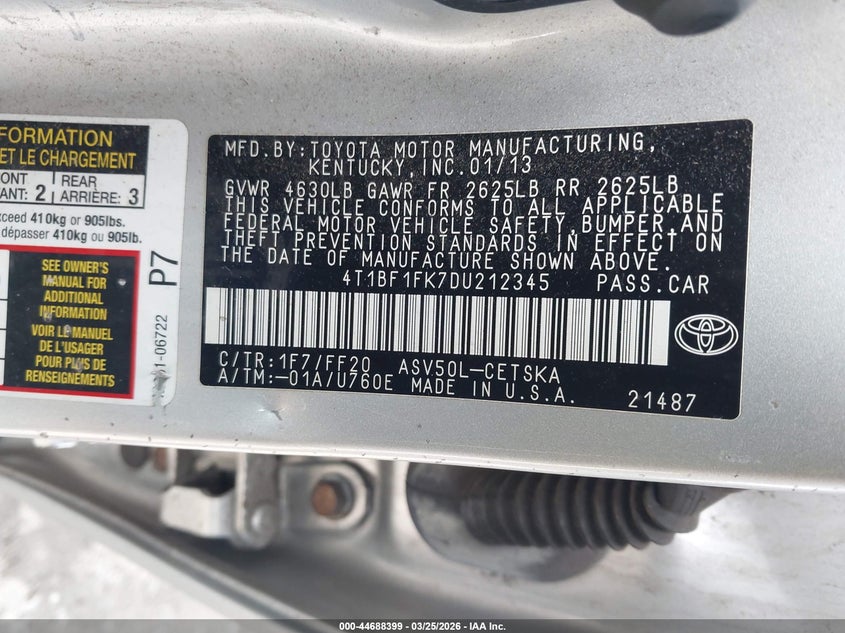 FORMATION
ET LE CHARGEMENT
ONT
ANT: 2
REAR
ARRIÈRE: 3
xceed 410kg or 905lbs.
dépasser 410kg ou 905lb.
SEE OWNER'S
MANUAL FOR
ADDITIONAL
INFORMATION
VOIR LE MANUEL
DE L'USAGER
POUR PLUS DE
RENSEIGNEMENTS
P7
1-06722
MFD.BY:TOYOTA MOTOR MANUFACTURING,
KENTUCKY,INC.01/13
GVWR 4630LB GAWR FR 2625LB RR 2625LB
THIS VEHICLE CONFORMS TO ALL APPLICABLE
FEDERAL MOTOR VEHICLE SAFETY,BUMPER,AND
THEFT PREVENTION STANDARDS IN EFFECT ON
THE DATE OF MANUFACTURE SHOWN ABOVE.
4T1BF1FK7DU212345 PASS.CAR
C/TR:1F7/FF20 ASV50L-CETSKA
A/TM:-01A/U760E MADE IN U.S.A.
21487
000-44688399 | 03/25/2026 - IAA Inc.